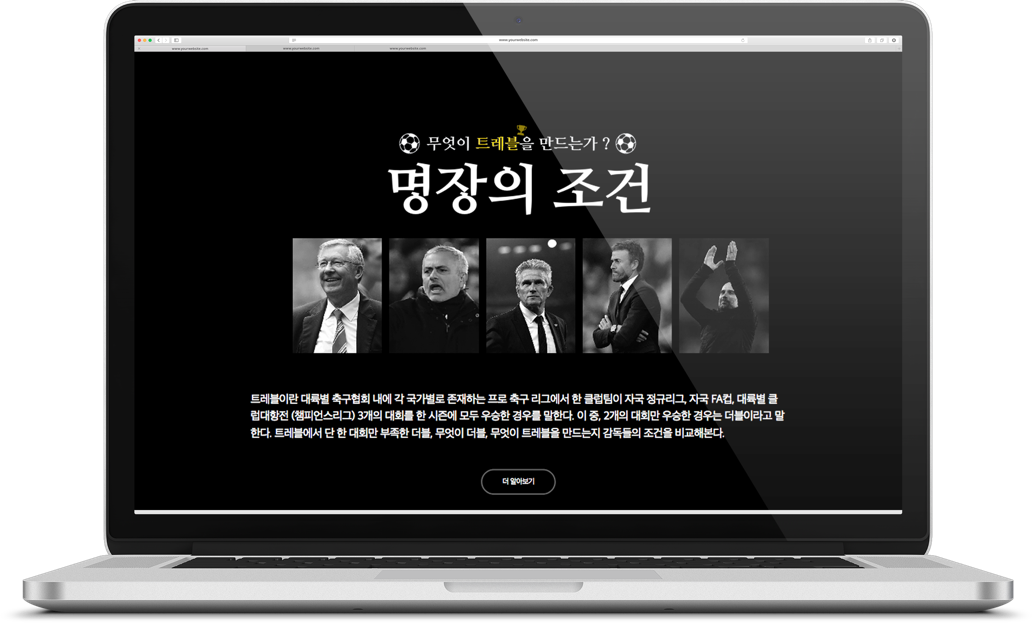 www.yourwebsite.com
www.yourwebsite.com
www.yourwebsite.com
www.yourwebsite.com
무엇이 트레블을 만드는가 ?
명장의 조건
트레블이란 대륙별 축구협회 내에 각 국가별로 존재하는 프로 축구 리그에서 한 클럽팀이 자국 정규리그, 자국 FA컵, 대륙별 클
럽대항전 (챔피언스리그) 3개의 대회를 한 시즌에 모두 우승한 경우를 말한다. 이 중, 2개의 대회만 우승한 경우는 더블이라고 말
한다. 트레블에서 단 한 대회만 부족한 더블, 무엇이 더블, 무엇이 트레블을 만드는지 감독들의 조건을 비교해본다.
더 알아보기